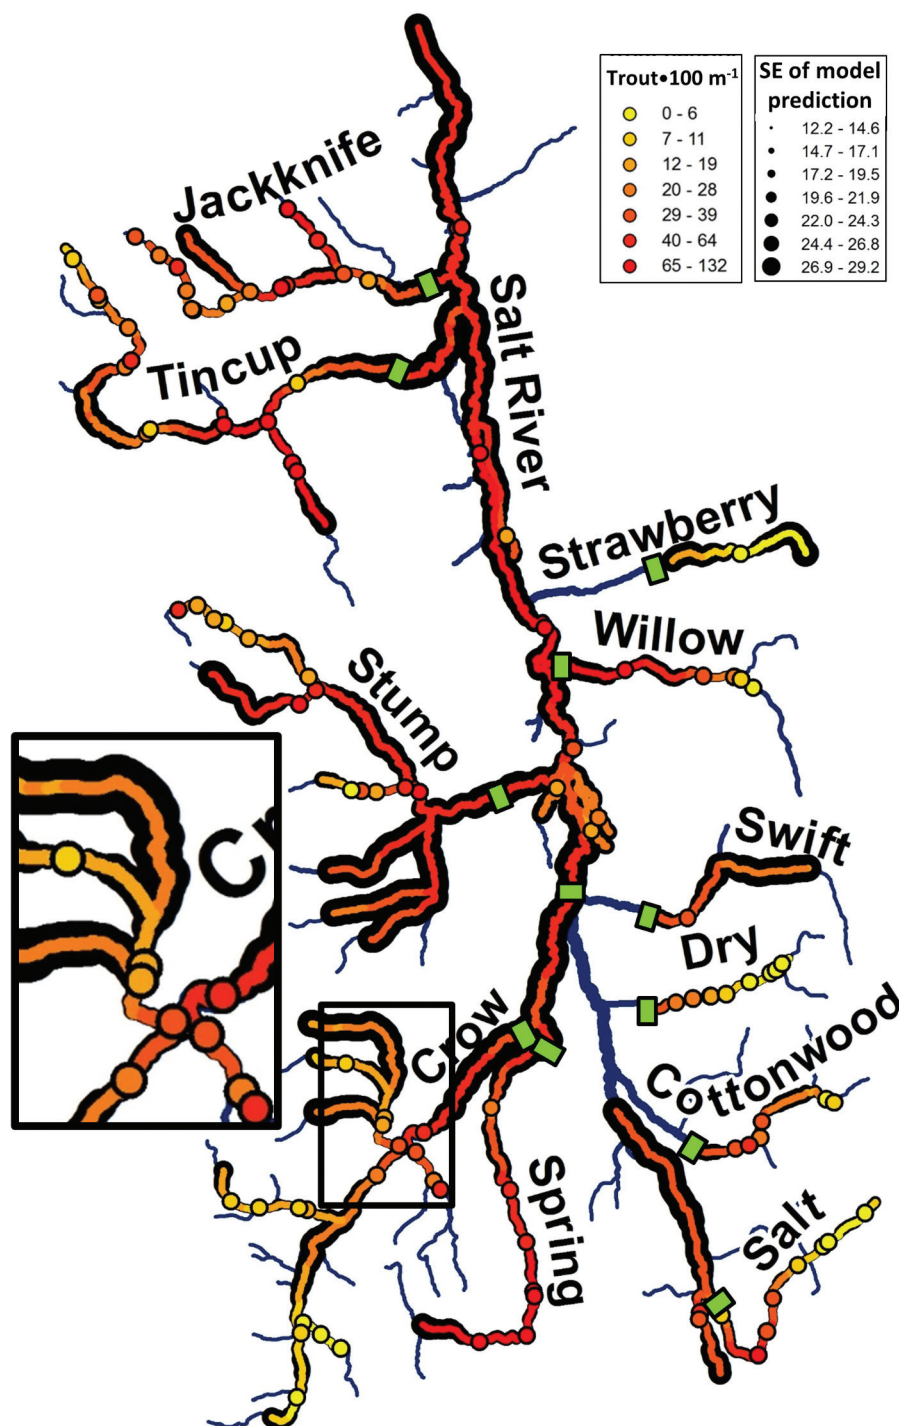 Trout•100 m⁻¹
0 - 6
7 - 11
12 - 19
20 - 28
29 - 39
40 - 64
65 - 132
SE of model
prediction
12.2 - 14.6
14.7 - 17.1
17.2 - 19.5
19.6 - 21.9
22.0 - 24.3
24.4 - 26.8
26.9 - 29.2
Jackknife
Salt River
Tincup
Strawberry
Willow
Stump
Cr
Swift
Dry
Crow
Cottonwood
Spring
Salt